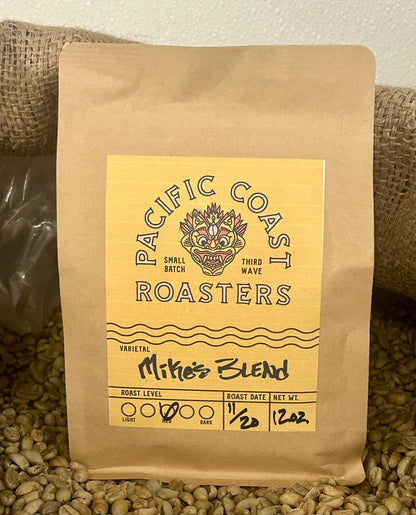 PACIFIC COAST
SMALL BATCH
THIRD WAVE
ROASTERS
VARIETAL
Mike's BLEND
ROAST LEVEL
LIGHT MED DARK
ROAST DATE
11/20
NET WT.
12oz